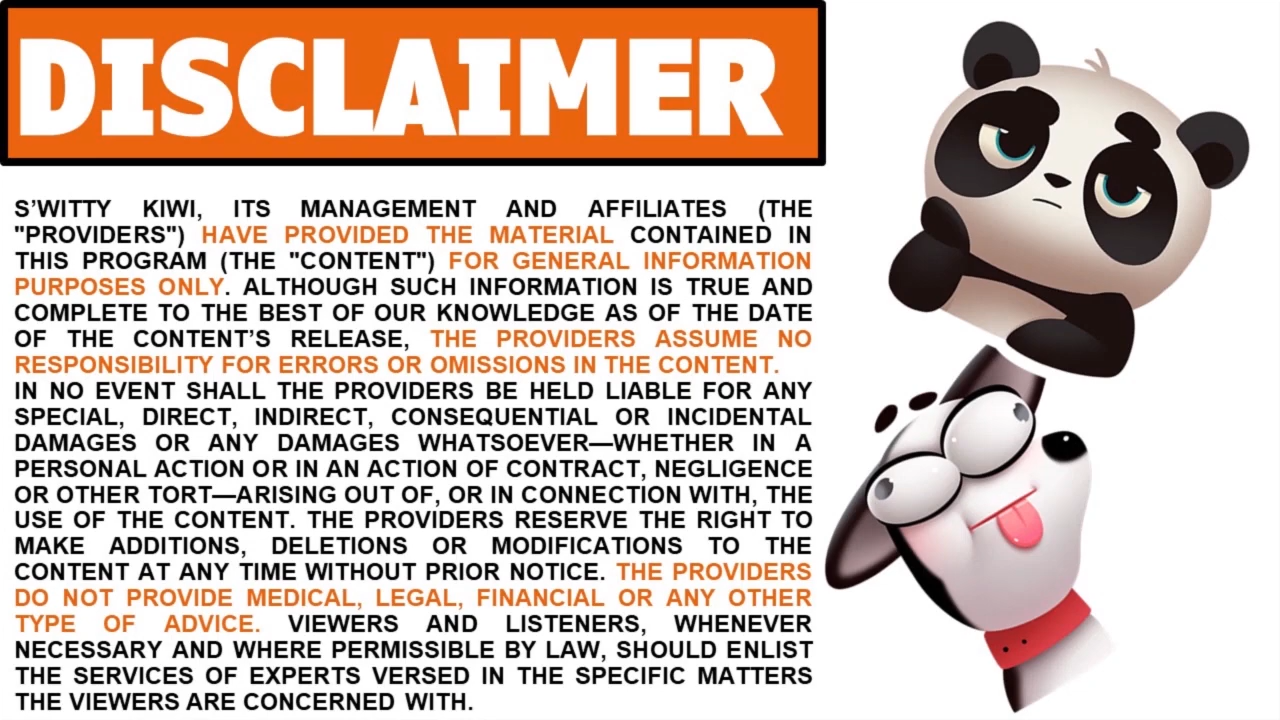 DISCLAIMER
S’WITTY KIWI, ITS MANAGEMENT AND AFFILIATES (THE
"PROVIDERS") HAVE PROVIDED THE MATERIAL CONTAINED IN
THIS PROGRAM (THE "CONTENT") FOR GENERAL INFORMATION
PURPOSES ONLY. ALTHOUGH SUCH INFORMATION IS TRUE AND
COMPLETE TO THE BEST OF OUR KNOWLEDGE AS OF THE DATE
OF THE CONTENT’S RELEASE, THE PROVIDERS ASSUME NO
RESPONSIBILITY FOR ERRORS OR OMISSIONS IN THE CONTENT.
IN NO EVENT SHALL THE PROVIDERS BE HELD LIABLE FOR ANY
SPECIAL, DIRECT, INDIRECT, CONSEQUENTIAL OR INCIDENTAL
DAMAGES OR ANY DAMAGES WHATSOEVER—WHETHER IN A
PERSONAL ACTION OR IN AN ACTION OF CONTRACT, NEGLIGENCE
OR OTHER TORT—ARISING OUT OF, OR IN CONNECTION WITH, THE
USE OF THE CONTENT. THE PROVIDERS RESERVE THE RIGHT TO
MAKE ADDITIONS, DELETIONS OR MODIFICATIONS TO THE
CONTENT AT ANY TIME WITHOUT PRIOR NOTICE. THE PROVIDERS
DO NOT PROVIDE MEDICAL, LEGAL, FINANCIAL OR ANY OTHER
TYPE OF ADVICE. VIEWERS AND LISTENERS, WHENEVER
NECESSARY AND WHERE PERMISSIBLE BY LAW, SHOULD ENLIST
THE SERVICES OF EXPERTS VERSED IN THE SPECIFIC MATTERS
THE VIEWERS ARE CONCERNED WITH.